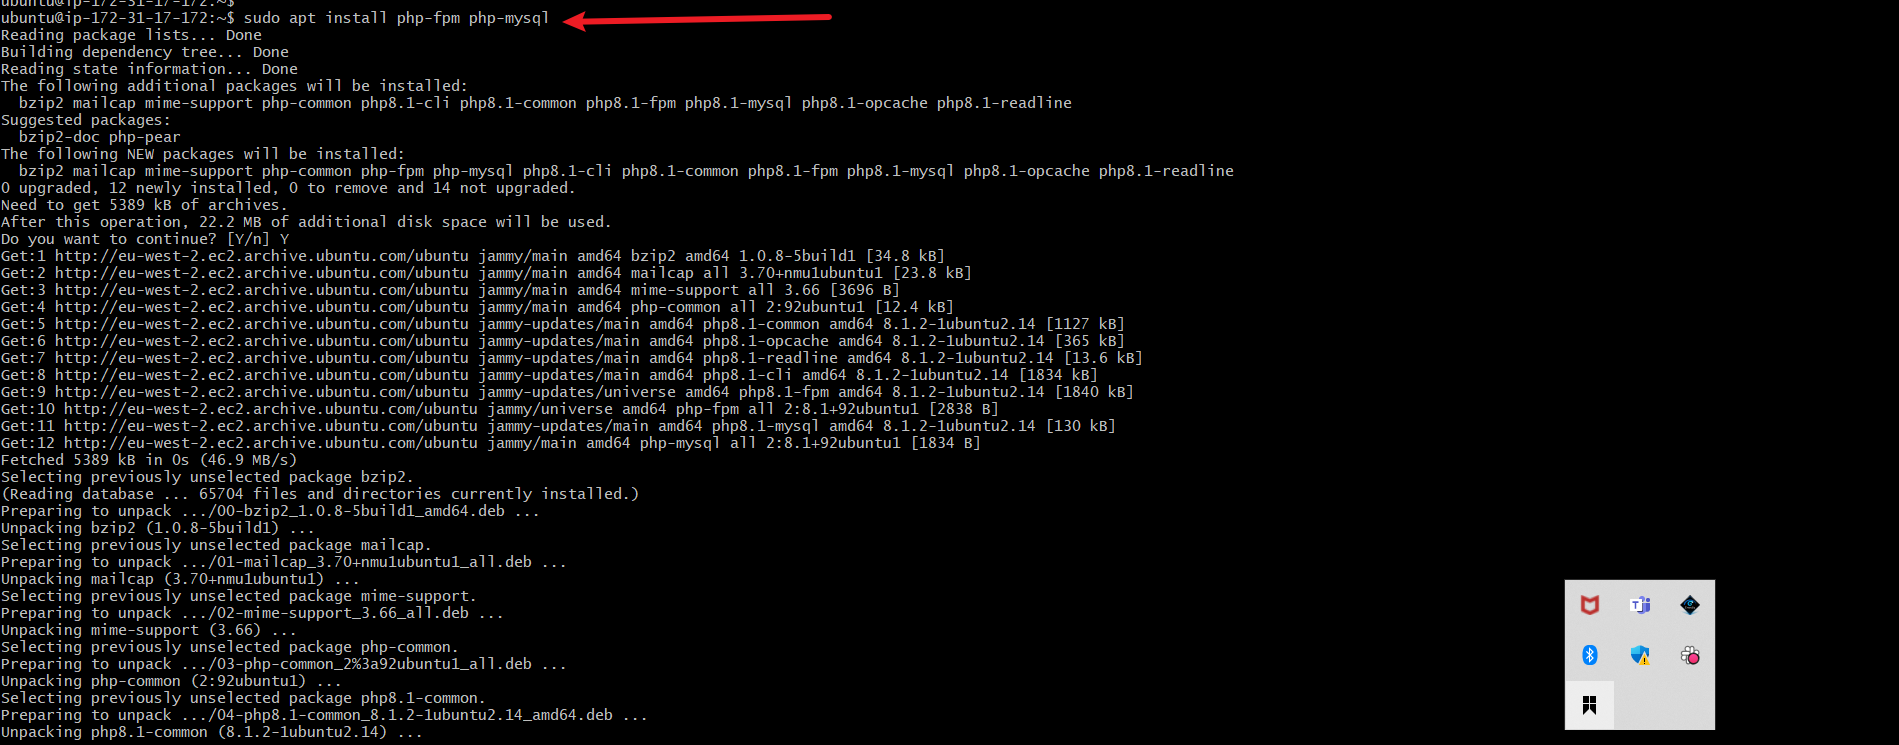 ubuntu@ip-172-31-17-172:~$
ubuntu@ip-172-31-17-172:~$ sudo apt install php-fpm php-mysql
Reading package lists... Done
Building dependency tree... Done
Reading state information... Done
The following additional packages will be installed:
  bzip2 mailcap mime-support php-common php8.1-cli php8.1-common php8.1-fpm php8.1-mysql php8.1-opcache php8.1-readline
Suggested packages:
  bzip2-doc php-pear
The following NEW packages will be installed:
  bzip2 mailcap mime-support php-common php-fpm php-mysql php8.1-cli php8.1-common php8.1-fpm php8.1-mysql php8.1-opcache php8.1-readline
0 upgraded, 12 newly installed, 0 to remove and 14 not upgraded.
Need to get 5389 kB of archives.
After this operation, 22.2 MB of additional disk space will be used.
Do you want to continue? [Y/n] Y
Get:1 http://eu-west-2.ec2.archive.ubuntu.com/ubuntu jammy/main amd64 bzip2 amd64 1.0.8-5build1 [34.8 kB]
Get:2 http://eu-west-2.ec2.archive.ubuntu.com/ubuntu jammy/main amd64 mailcap all 3.70+nmu1ubuntu1 [23.8 kB]
Get:3 http://eu-west-2.ec2.archive.ubuntu.com/ubuntu jammy/main amd64 mime-support all 3.66 [3696 B]
Get:4 http://eu-west-2.ec2.archive.ubuntu.com/ubuntu jammy/main amd64 php-common all 2:92ubuntu1 [12.4 kB]
Get:5 http://eu-west-2.ec2.archive.ubuntu.com/ubuntu jammy-updates/main amd64 php8.1-common amd64 8.1.2-1ubuntu2.14 [1127 kB]
Get:6 http://eu-west-2.ec2.archive.ubuntu.com/ubuntu jammy-updates/main amd64 php8.1-opcache amd64 8.1.2-1ubuntu2.14 [365 kB]
Get:7 http://eu-west-2.ec2.archive.ubuntu.com/ubuntu jammy-updates/main amd64 php8.1-readline amd64 8.1.2-1ubuntu2.14 [13.6 kB]
Get:8 http://eu-west-2.ec2.archive.ubuntu.com/ubuntu jammy-updates/main amd64 php8.1-cli amd64 8.1.2-1ubuntu2.14 [1834 kB]
Get:9 http://eu-west-2.ec2.archive.ubuntu.com/ubuntu jammy-updates/universe amd64 php8.1-fpm amd64 8.1.2-1ubuntu2.14 [1840 kB]
Get:10 http://eu-west-2.ec2.archive.ubuntu.com/ubuntu jammy/universe amd64 php-fpm all 2:8.1+92ubuntu1 [2838 B]
Get:11 http://eu-west-2.ec2.archive.ubuntu.com/ubuntu jammy-updates/main amd64 php8.1-mysql amd64 8.1.2-1ubuntu2.14 [130 kB]
Get:12 http://eu-west-2.ec2.archive.ubuntu.com/ubuntu jammy/main amd64 php-mysql all 2:8.1+92ubuntu1 [1834 B]
Fetched 5389 kB in 0s (46.9 MB/s)
Selecting previously unselected package bzip2.
(Reading database ... 65704 files and directories currently installed.)
Preparing to unpack .../00-bzip2_1.0.8-5build1_amd64.deb ...
Unpacking bzip2 (1.0.8-5build1) ...
Selecting previously unselected package mailcap.
Preparing to unpack .../01-mailcap_3.70+nmu1ubuntu1_all.deb ...
Unpacking mailcap (3.70+nmu1ubuntu1) ...
Selecting previously unselected package mime-support.
Preparing to unpack .../02-mime-support_3.66_all.deb ...
Unpacking mime-support (3.66) ...
Selecting previously unselected package php-common.
Preparing to unpack .../03-php-common_2%3a92ubuntu1_all.deb ...
Unpacking php-common (2:92ubuntu1) ...
Selecting previously unselected package php8.1-common.
Preparing to unpack .../04-php8.1-common_8.1.2-1ubuntu2.14_amd64.deb ...
Unpacking php8.1-common (8.1.2-1ubuntu2.14) ...